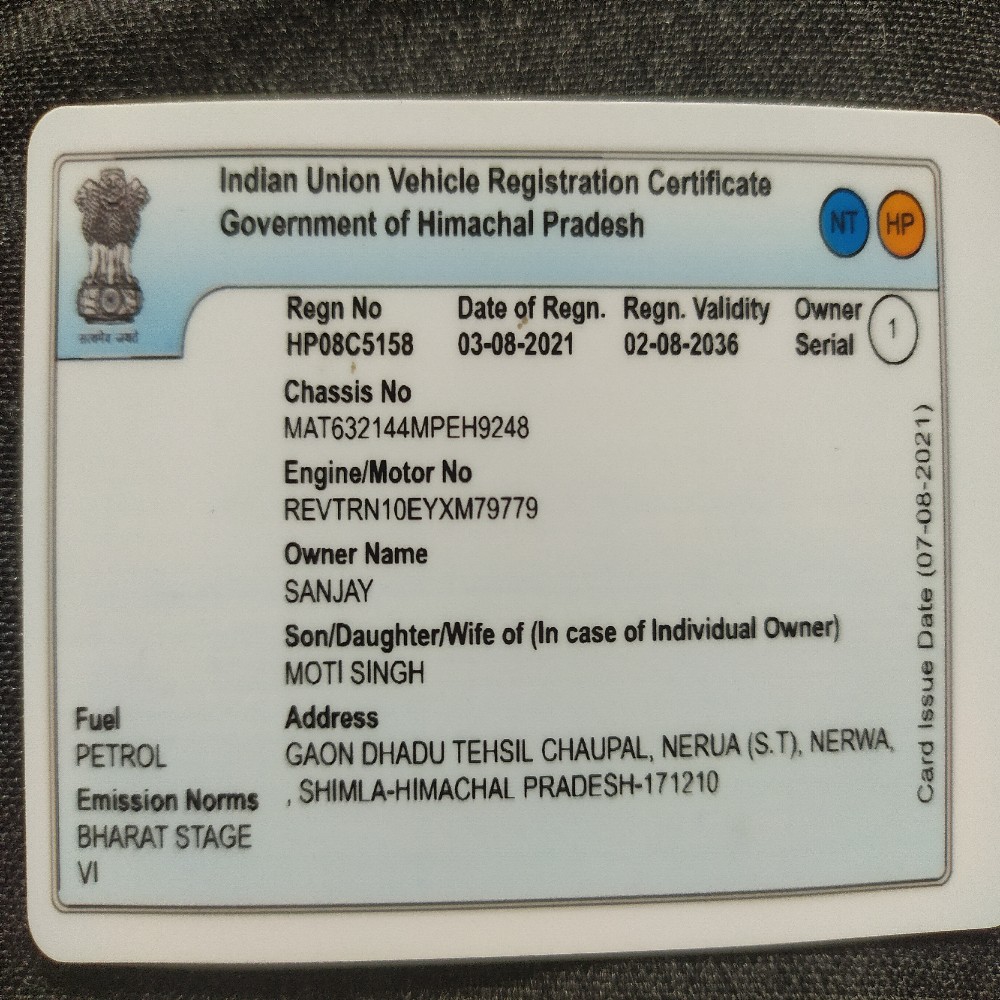 Indian Union Vehicle Registration Certificate
Government of Himachal Pradesh
NT HP
सत्यमेव जयते
Regn No Date of Regn. Regn. Validity Owner Serial 1
HP08C5158 03-08-2021 02-08-2036
Chassis No
MAT632144MPEH9248
Engine/Motor No
REVTRN10EYXM79779
Owner Name
SANJAY
Son/Daughter/Wife of (In case of Individual Owner)
MOTI SINGH
Fuel
PETROL
Emission Norms
BHARAT STAGE
VI
Address
GAON DHADU TEHSIL CHAUPAL, NERUA (S.T), NERWA,
, SHIMLA-HIMACHAL PRADESH-171210
Card Issue Date (07-08-2021)